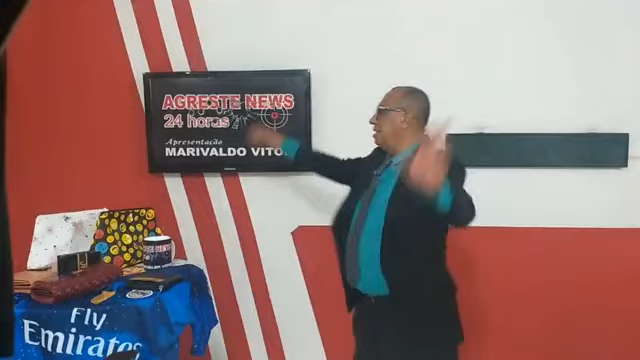 AGRESTE NEWS
24 horas
Apresentação
MARIVALDO VITO
Fly
Emirates